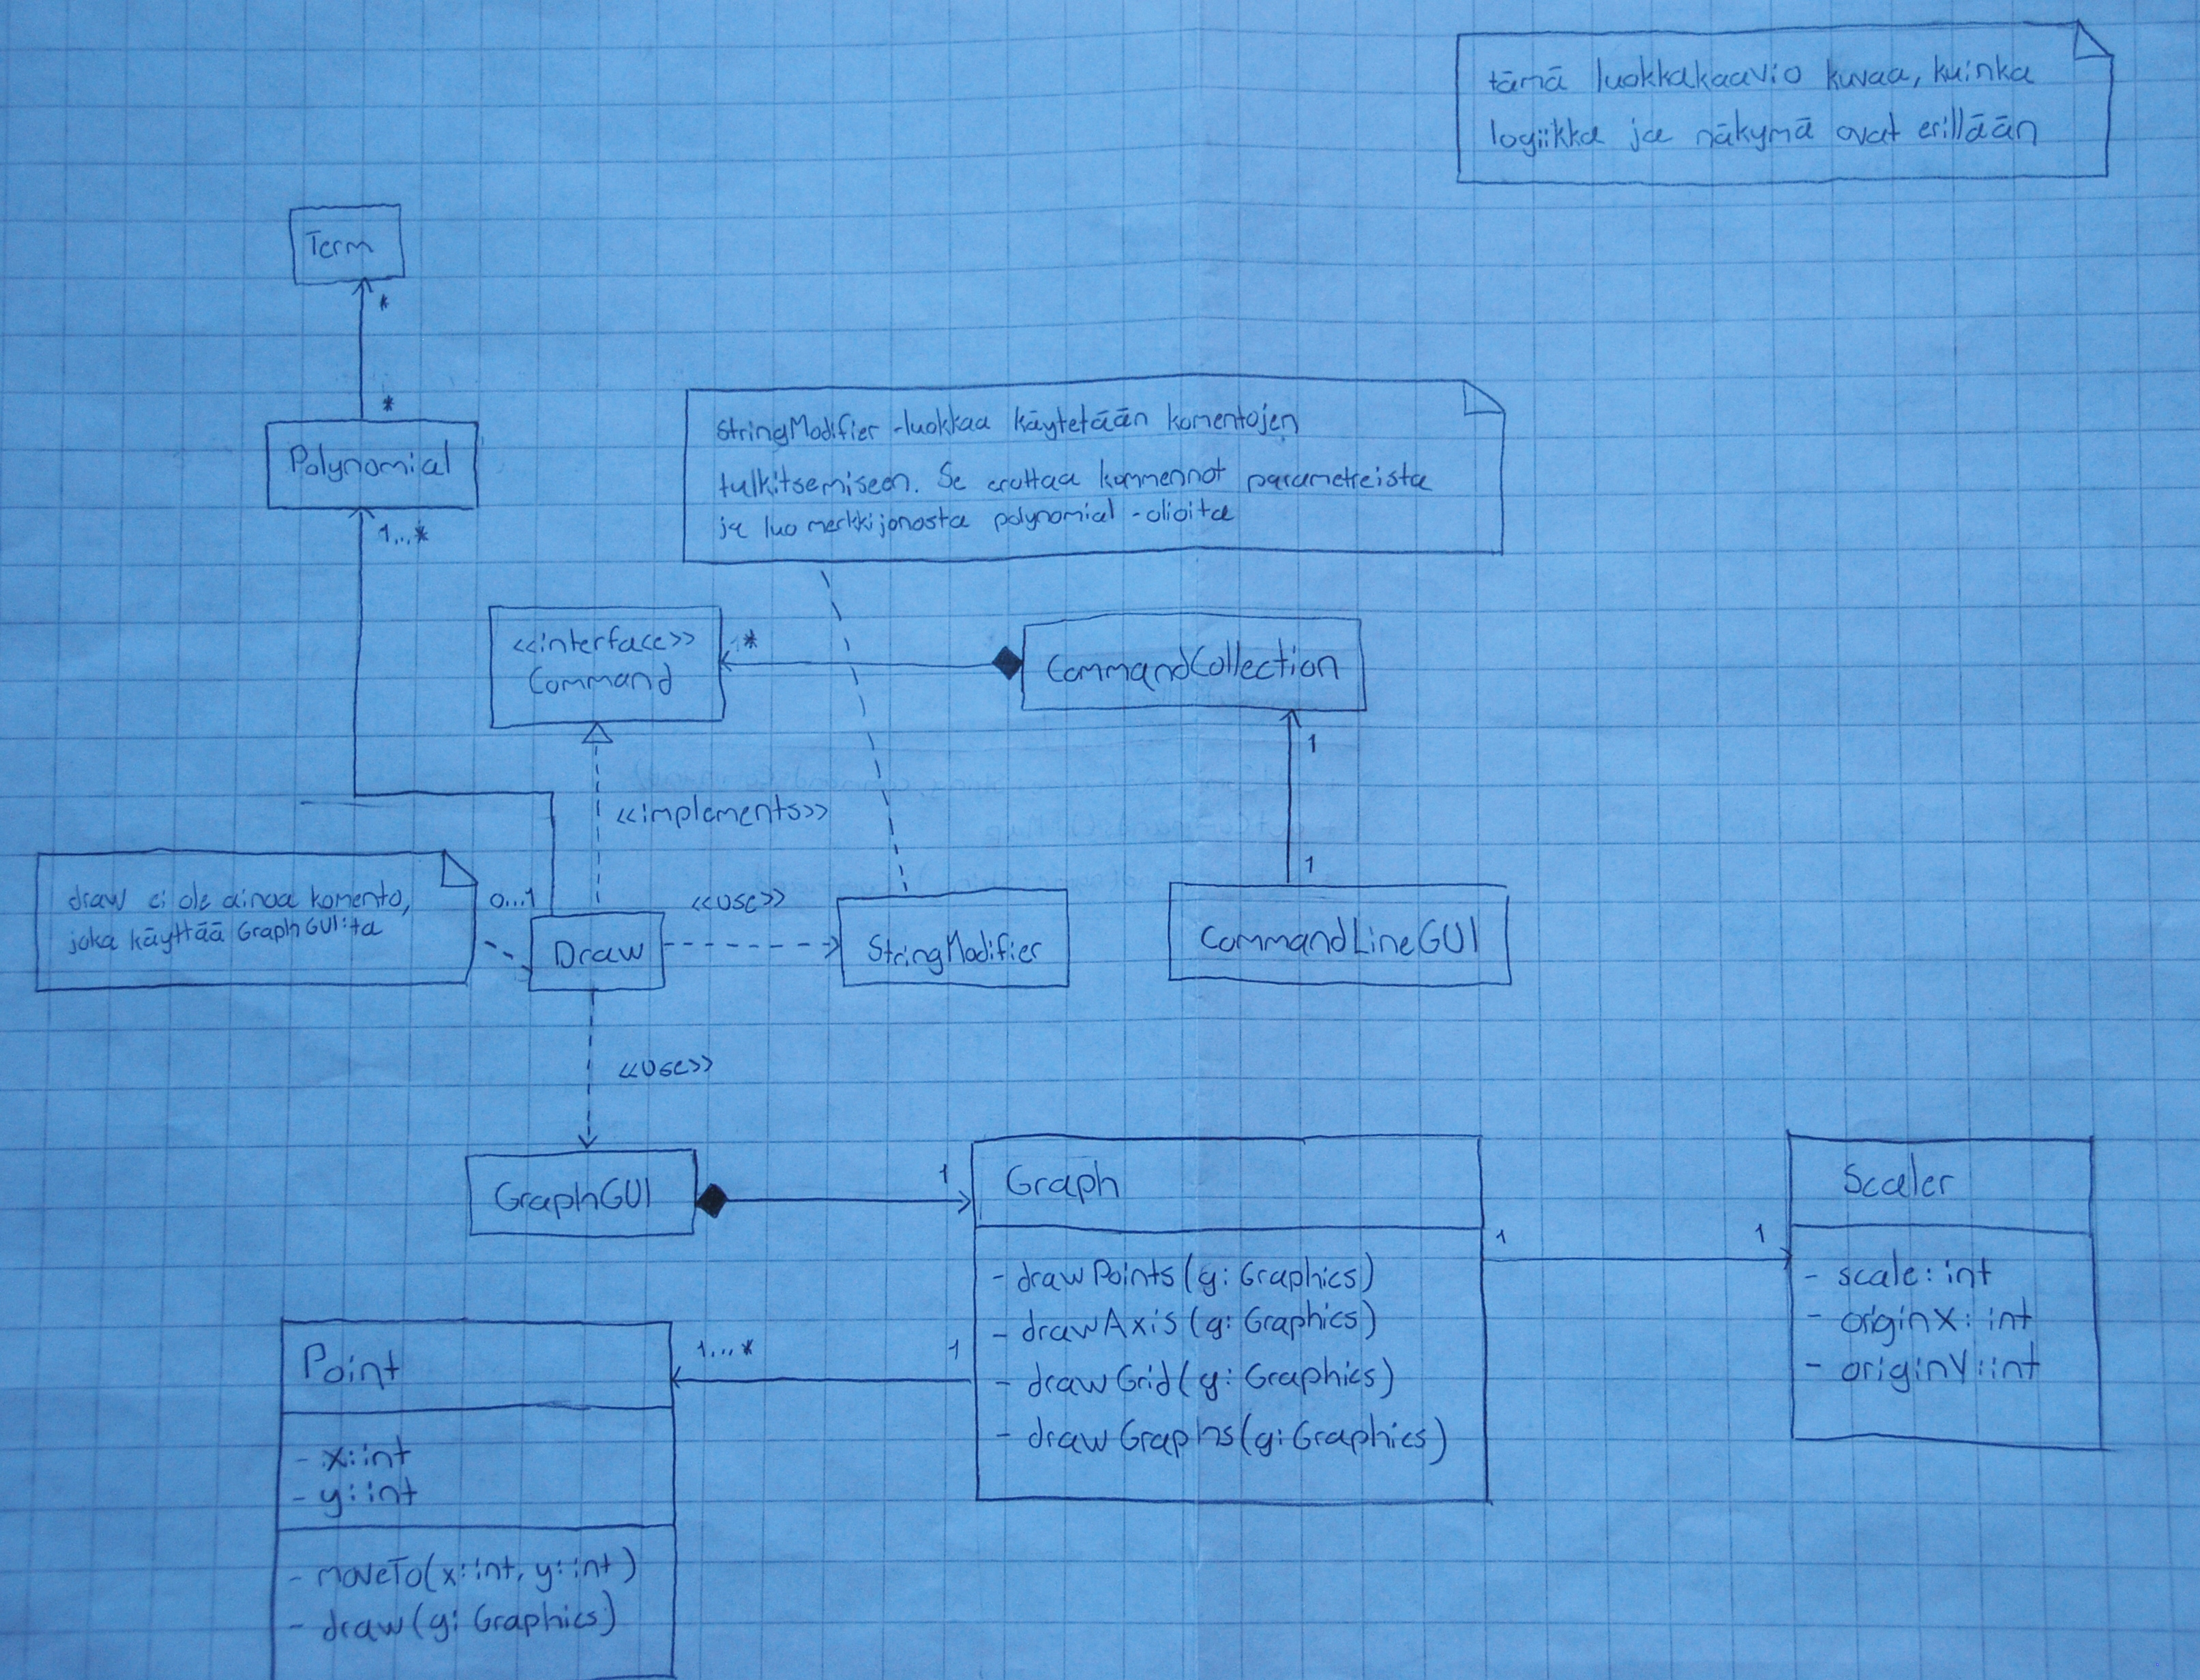 tämä luokkakaavio kuvaa, kuinka
logiikka ja näkymä ovat erillään
Term
*
*
Polynomial
1...*
StringModifier -luokkaa käytetään komentojen
tulkitsemiseen. Se erottaa kommennot parametreista
ja luo merkkijonosta polynomial -olioita
<<interface>>
Command
*
CommandCollection
1
1
<<implements>>
draw ei ole ainoa komento,
joka käyttää GraphGUI:ta
0...1
Draw
<<use>>
StringModifier
CommandLineGUI
<<use>>
GraphGUI
1
Graph
- drawPoints(g: Graphics)
- drawAxis(g: Graphics)
- drawGrid(g: Graphics)
- drawGraphs(g: Graphics)
1
1
Scaler
- scale: int
- originX: int
- originY: int
1...*
1
Point
- x: int
- y: int
- moveTo(x: int, y: int)
- draw(g: Graphics)